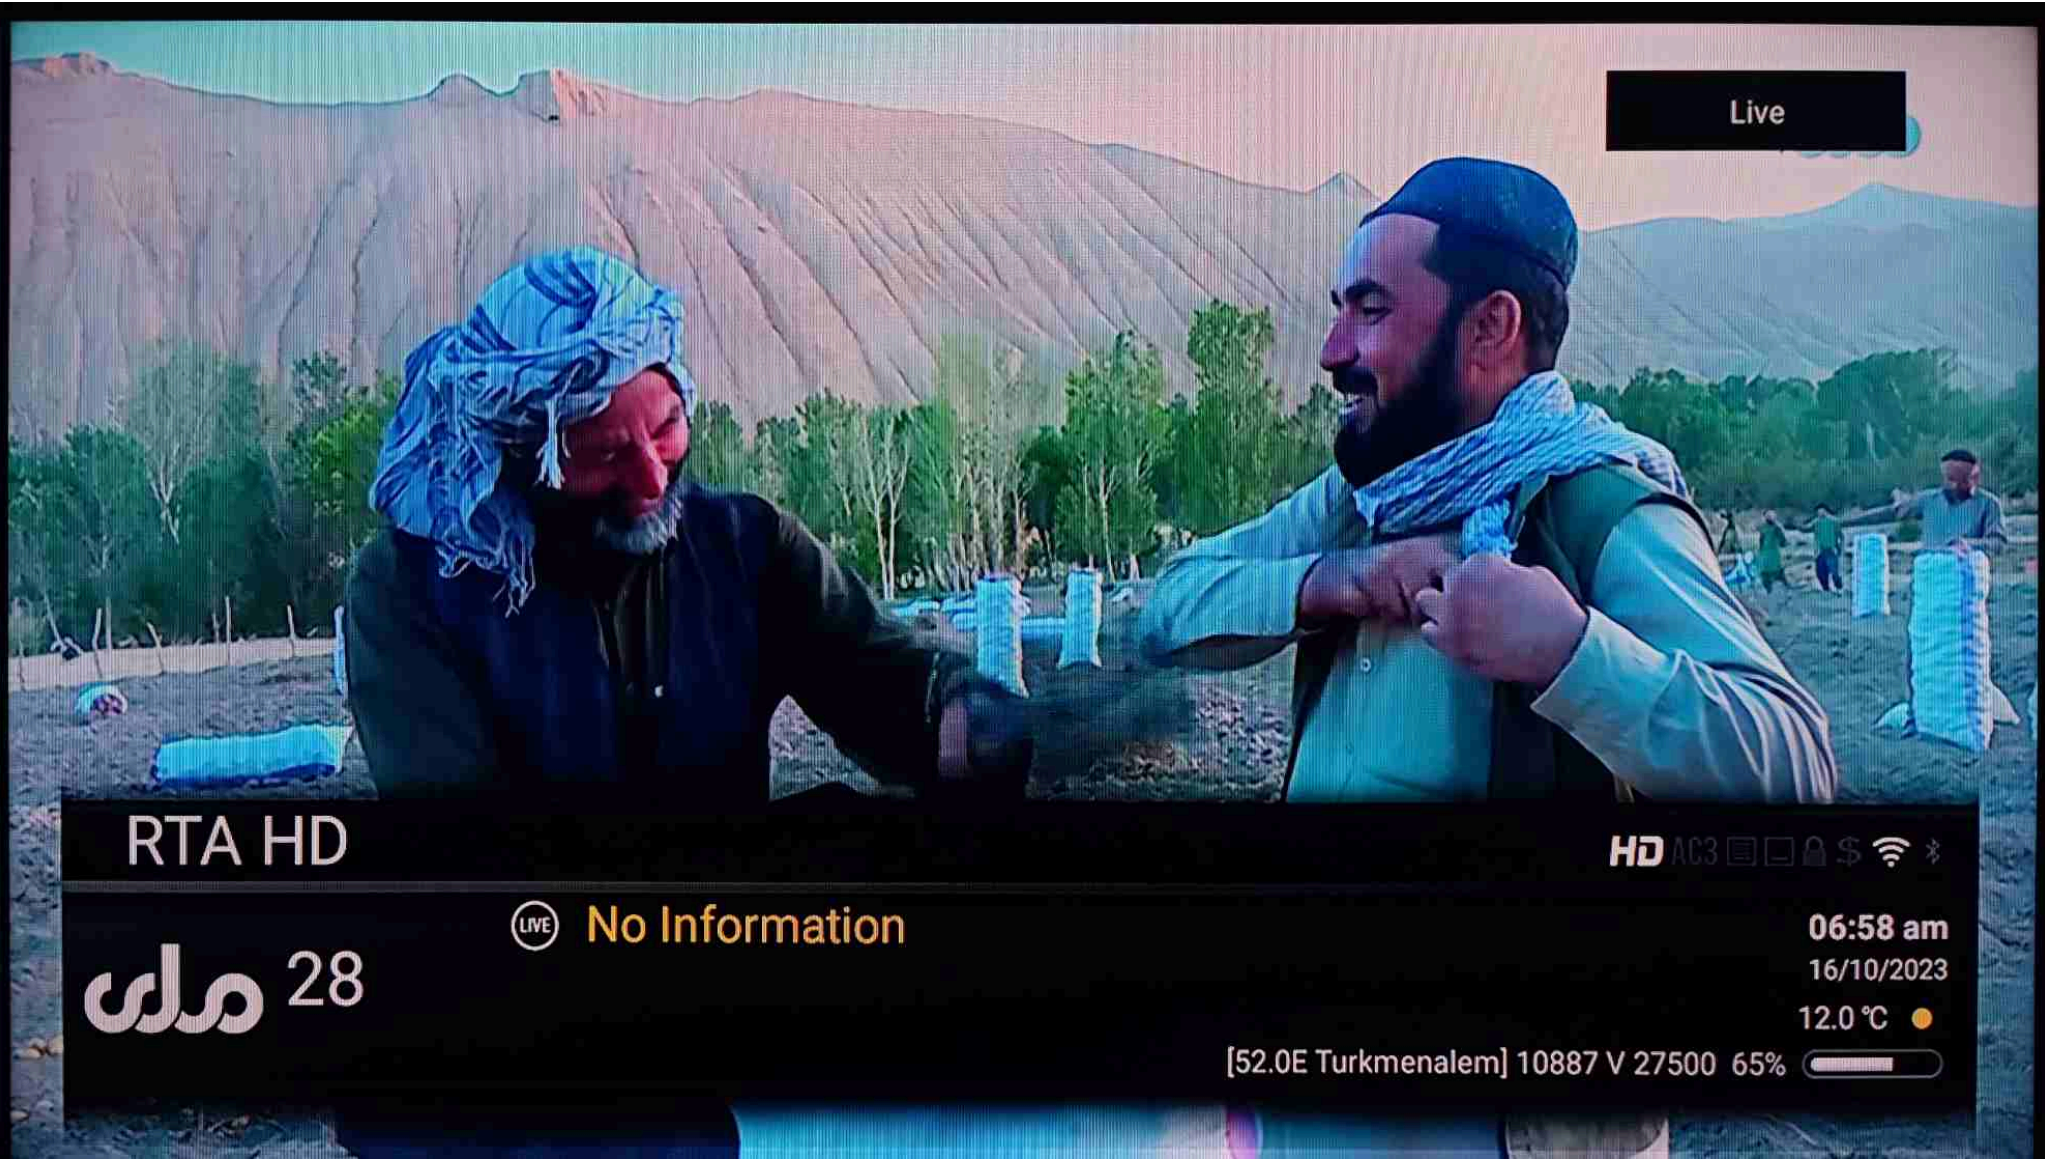 Live
RTA HD
HD AC3 $
LIVE No Information
ملی 28
06:58 am
16/10/2023
12.0 °C
[52.0E Turkmenalem] 10887 V 27500 65%